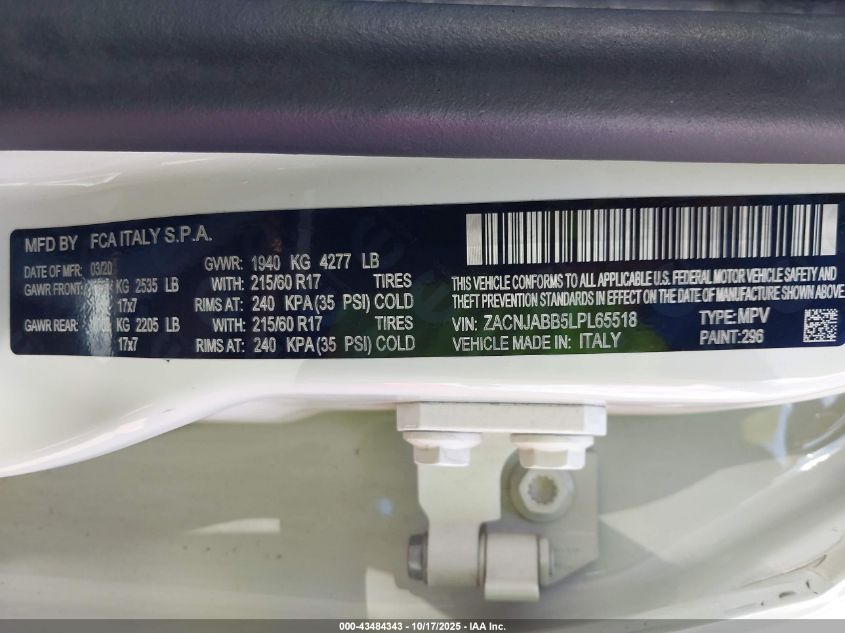 MFD BY FCA ITALY S.P.A.
DATE OF MFR: 03/20 GVWR: 1940 KG 4277 LB
GAWR FRONT: KG 2535 LB WITH: 215/60 R17 TIRES
17x7 RIMS AT: 240 KPA(35 PSI) COLD
GAWR REAR: KG 2205 LB WITH: 215/60 R17 TIRES
17x7 RIMS AT: 240 KPA(35 PSI) COLD
THIS VEHICLE CONFORMS TO ALL APPLICABLE U.S. FEDERAL MOTOR VEHICLE SAFETY AND
THEFT PREVENTION STANDARDS IN EFFECT ON THE DATE OF MANUFACTURE SHOWN ABOVE
VIN: ZACNJABB5LPL65518 TYPE: MPV
VEHICLE MADE IN: ITALY PAINT:296
000-43484343 / 10/17/2025 - IAA Inc.